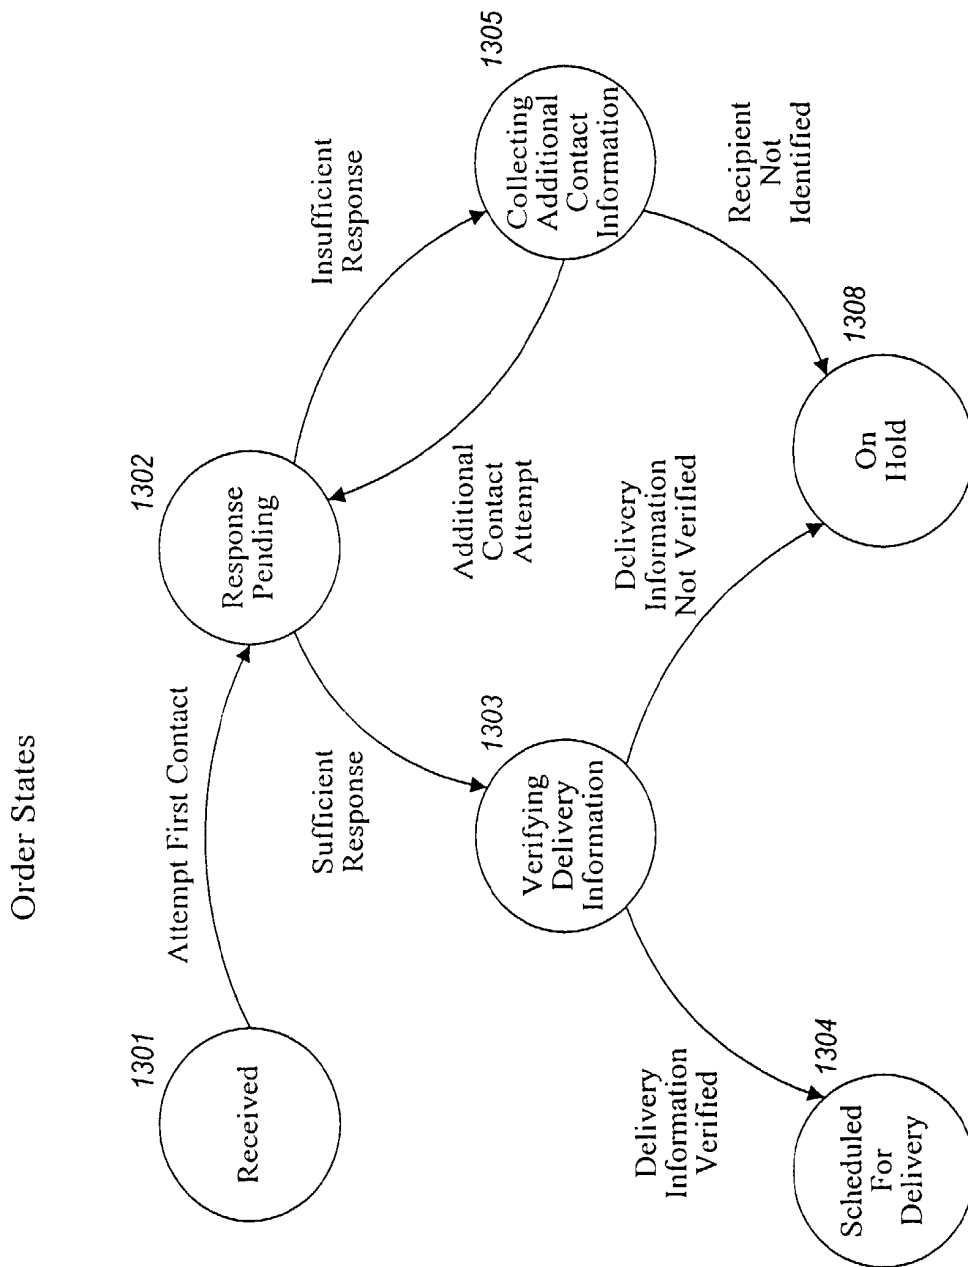 Order States
1301
Received
Attempt First Contact
1302
Response
Pending
Sufficient
Response
Insufficient
Response
Additional
Contact
Attempt
1303
Verifying
Delivery
Information
1305
Collecting
Additional
Contact
Information
Delivery
Information
Verified
Delivery
Information
Not Verified
Recipient
Not
Identified
1304
Scheduled
For
Delivery
1308
On
Hold